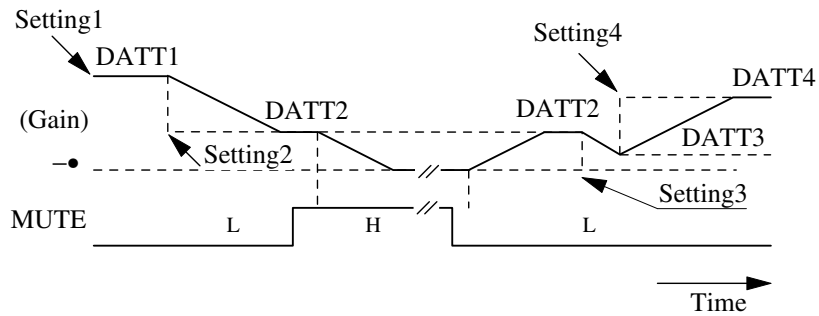 Setting1
Setting4
DATT1
DATT4
(Gain)
DATT2
DATT2
DATT3
Setting2
–●
Setting3
MUTE
L
H
L
Time